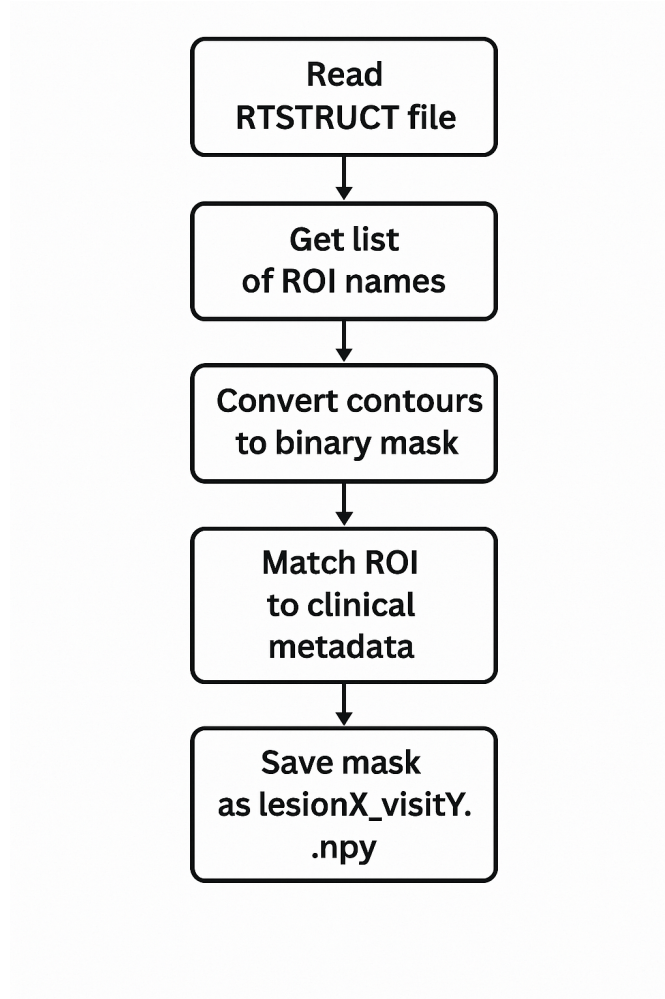 Read
RTSTRUCT file
Get list
of ROI names
Convert contours
to binary mask
Match ROI
to clinical
metadata
Save mask
as lesionX_visitY.
.npy